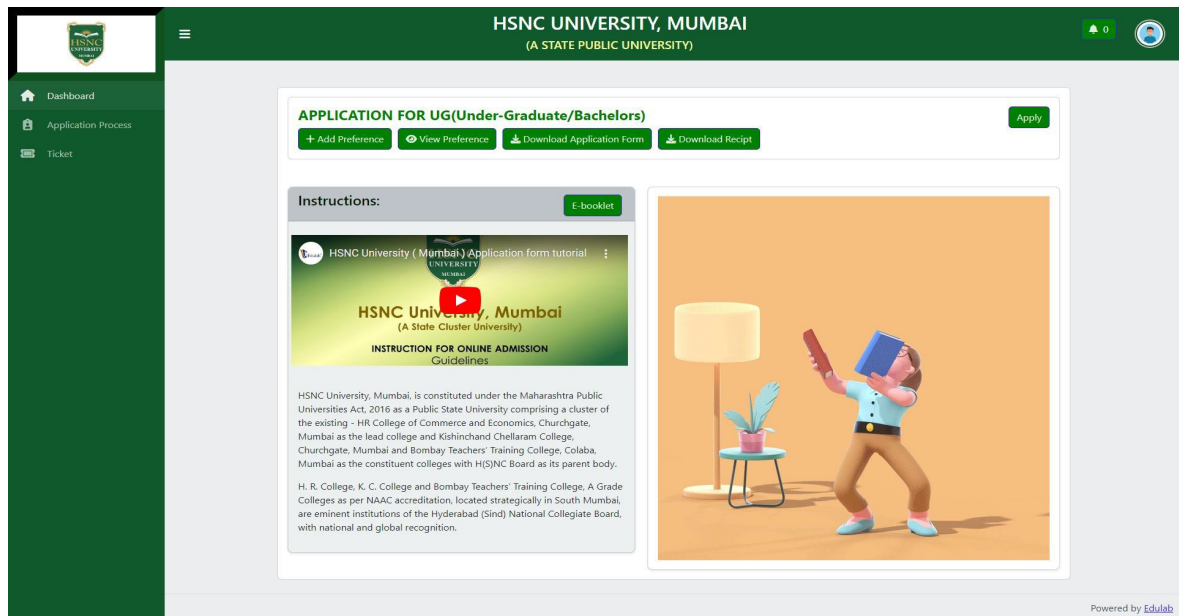 HSNC
UNIVERSITY
MUMBAI
HSNC UNIVERSITY, MUMBAI
(A STATE PUBLIC UNIVERSITY)
0
Dashboard
Application Process
Ticket
APPLICATION FOR UG(Under-Graduate/Bachelors)
Apply
+ Add Preference
View Preference
Download Application Form
Download Recipt
Instructions:
E-booklet
HSNC University ( Mumbai ) Application form tutorial
UNIVERSITY
MUMBAI
HSNC University, Mumbai
(A State Cluster University)
INSTRUCTION FOR ONLINE ADMISSION
Guidelines
HSNC University, Mumbai, is constituted under the Maharashtra Public
Universities Act, 2016 as a Public State University comprising a cluster of
the existing - HR College of Commerce and Economics, Churchgate,
Mumbai as the lead college and Kishinchand Chellaram College,
Churchgate, Mumbai and Bombay Teachers' Training College, Colaba,
Mumbai as the constituent colleges with H(S)NC Board as its parent body.
H. R. College, K. C. College and Bombay Teachers' Training College, A Grade
Colleges as per NAAC accreditation, located strategically in South Mumbai,
are eminent institutions of the Hyderabad (Sind) National Collegiate Board,
with national and global recognition.
Powered by Edulab